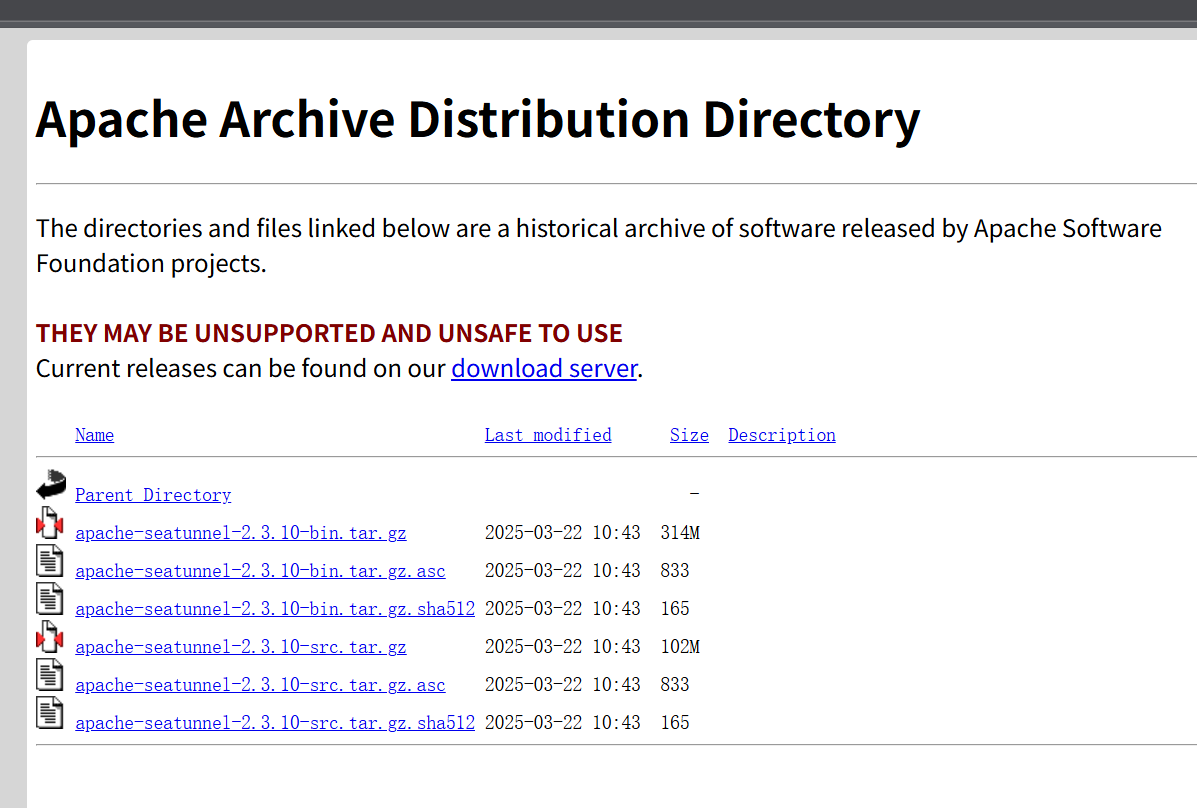 Apache Archive Distribution Directory
The directories and files linked below are a historical archive of software released by Apache Software
Foundation projects.
THEY MAY BE UNSUPPORTED AND UNSAFE TO USE
Current releases can be found on our download server.
Name Last modified Size Description
Parent Directory -
apache-seatunnel-2.3.10-bin.tar.gz 2025-03-22 10:43 314M
apache-seatunnel-2.3.10-bin.tar.gz.asc 2025-03-22 10:43 833
apache-seatunnel-2.3.10-bin.tar.gz.sha512 2025-03-22 10:43 165
apache-seatunnel-2.3.10-src.tar.gz 2025-03-22 10:43 102M
apache-seatunnel-2.3.10-src.tar.gz.asc 2025-03-22 10:43 833
apache-seatunnel-2.3.10-src.tar.gz.sha512 2025-03-22 10:43 165